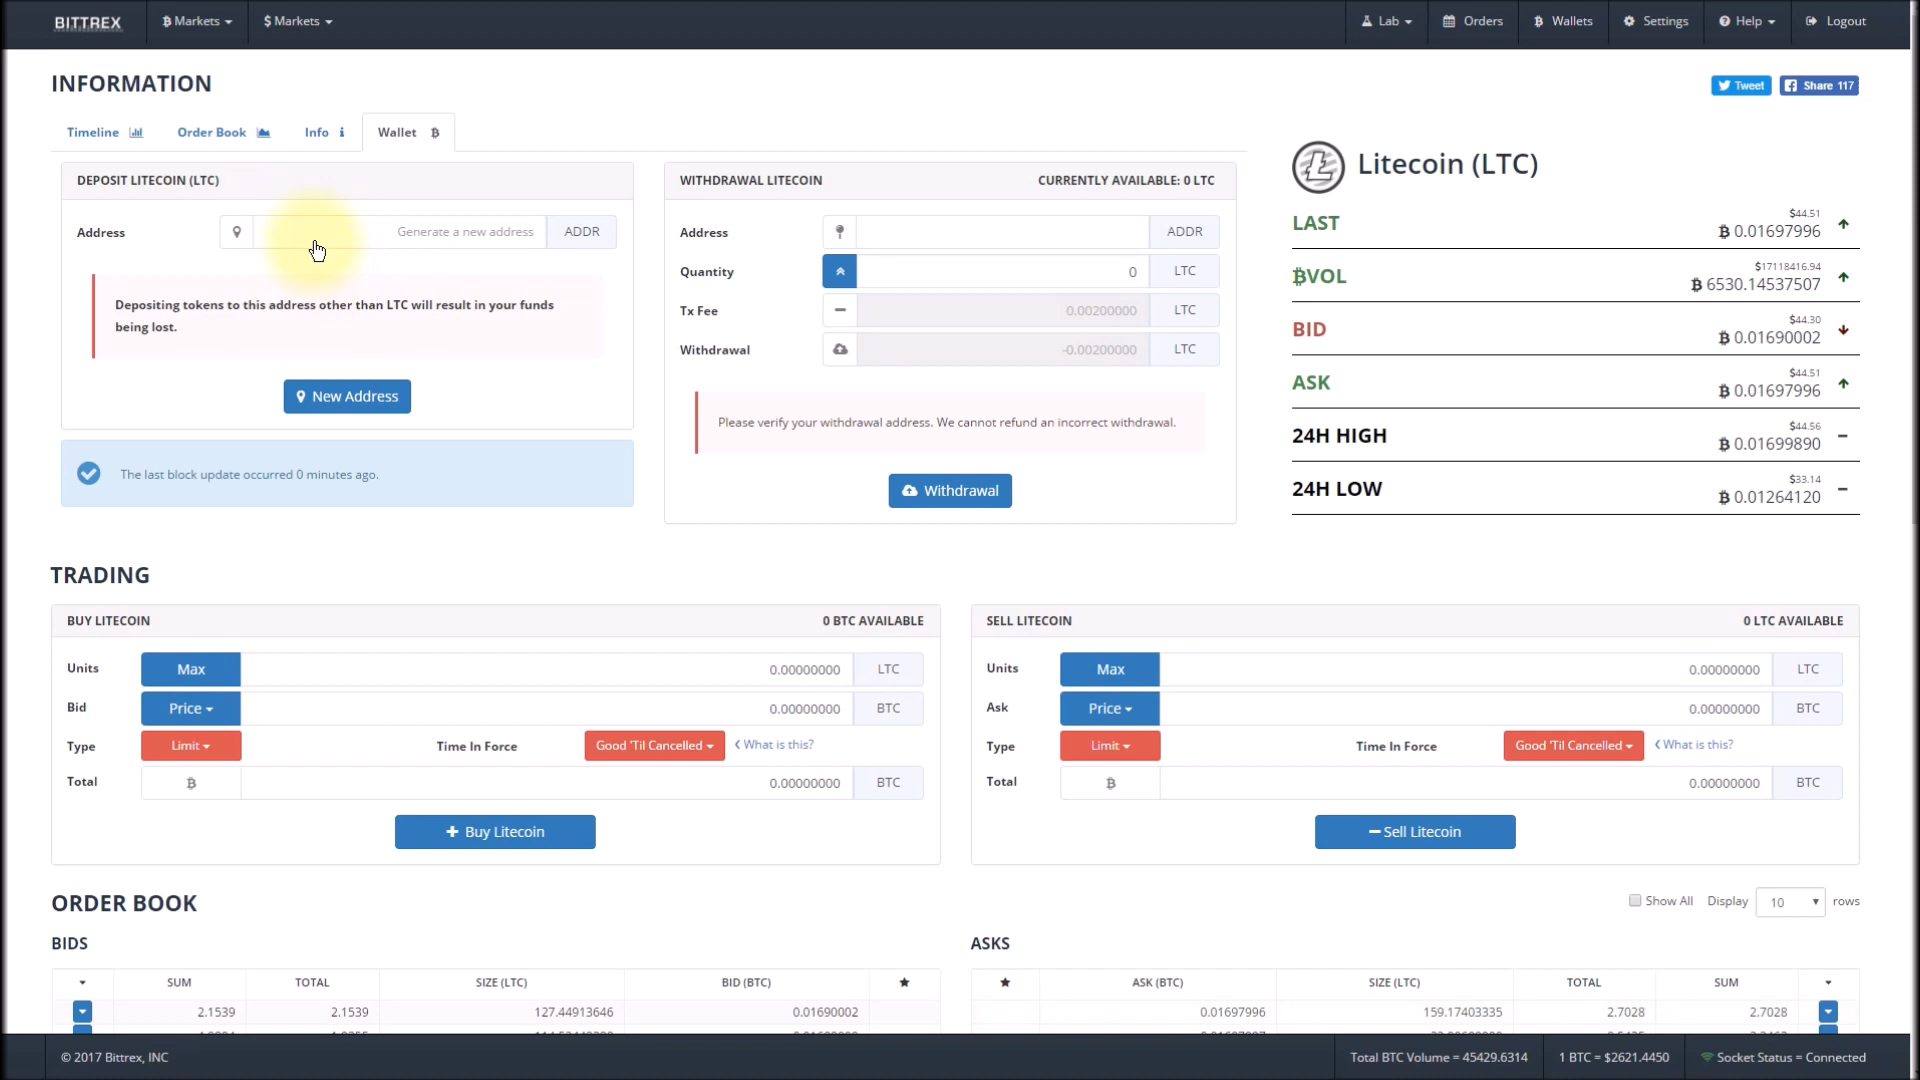 BITTREX
Ƀ Markets
$ Markets
Lab
Orders
Wallets
Settings
Help
Logout
INFORMATION
Tweet
Share 117
Timeline
Order Book
Info
Wallet
DEPOSIT LITECOIN (LTC)
Address
Generate a new address
ADDR
Depositing tokens to this address other than LTC will result in your funds
being lost.
New Address
The last block update occurred 0 minutes ago.
WITHDRAWAL LITECOIN
CURRENTLY AVAILABLE: 0 LTC
Address
ADDR
Quantity
0
LTC
Tx Fee
0.00200000
LTC
Withdrawal
-0.00200000
LTC
Please verify your withdrawal address. We cannot refund an incorrect withdrawal.
Withdrawal
Litecoin (LTC)
LAST
$44.51
Ƀ 0.01697996
ɃVOL
$17118416.94
Ƀ 6530.14537507
BID
$44.30
Ƀ 0.01690002
ASK
$44.51
Ƀ 0.01697996
24H HIGH
$44.56
Ƀ 0.01699890
24H LOW
$33.14
Ƀ 0.01264120
TRADING
BUY LITECOIN
0 BTC AVAILABLE
Units
Max
0.00000000
LTC
Bid
Price
0.00000000
BTC
Type
Limit
Time In Force
Good 'Til Cancelled
What is this?
Total
Ƀ
0.00000000
BTC
Buy Litecoin
SELL LITECOIN
0 LTC AVAILABLE
Units
Max
0.00000000
LTC
Ask
Price
0.00000000
BTC
Type
Limit
Time In Force
Good 'Til Cancelled
What is this?
Total
Ƀ
0.00000000
BTC
Sell Litecoin
ORDER BOOK
Show All
Display
10
rows
BIDS
SUM TOTAL SIZE (LTC) BID (BTC)
2.1539 2.1539 127.44913646 0.01690002
ASKS
ASK (BTC) SIZE (LTC) TOTAL SUM
0.01697996 159.17403335 2.7028 2.7028
© 2017 Bittrex, INC
Total BTC Volume = 45429.6314
1 BTC = $2621.4450
Socket Status = Connected